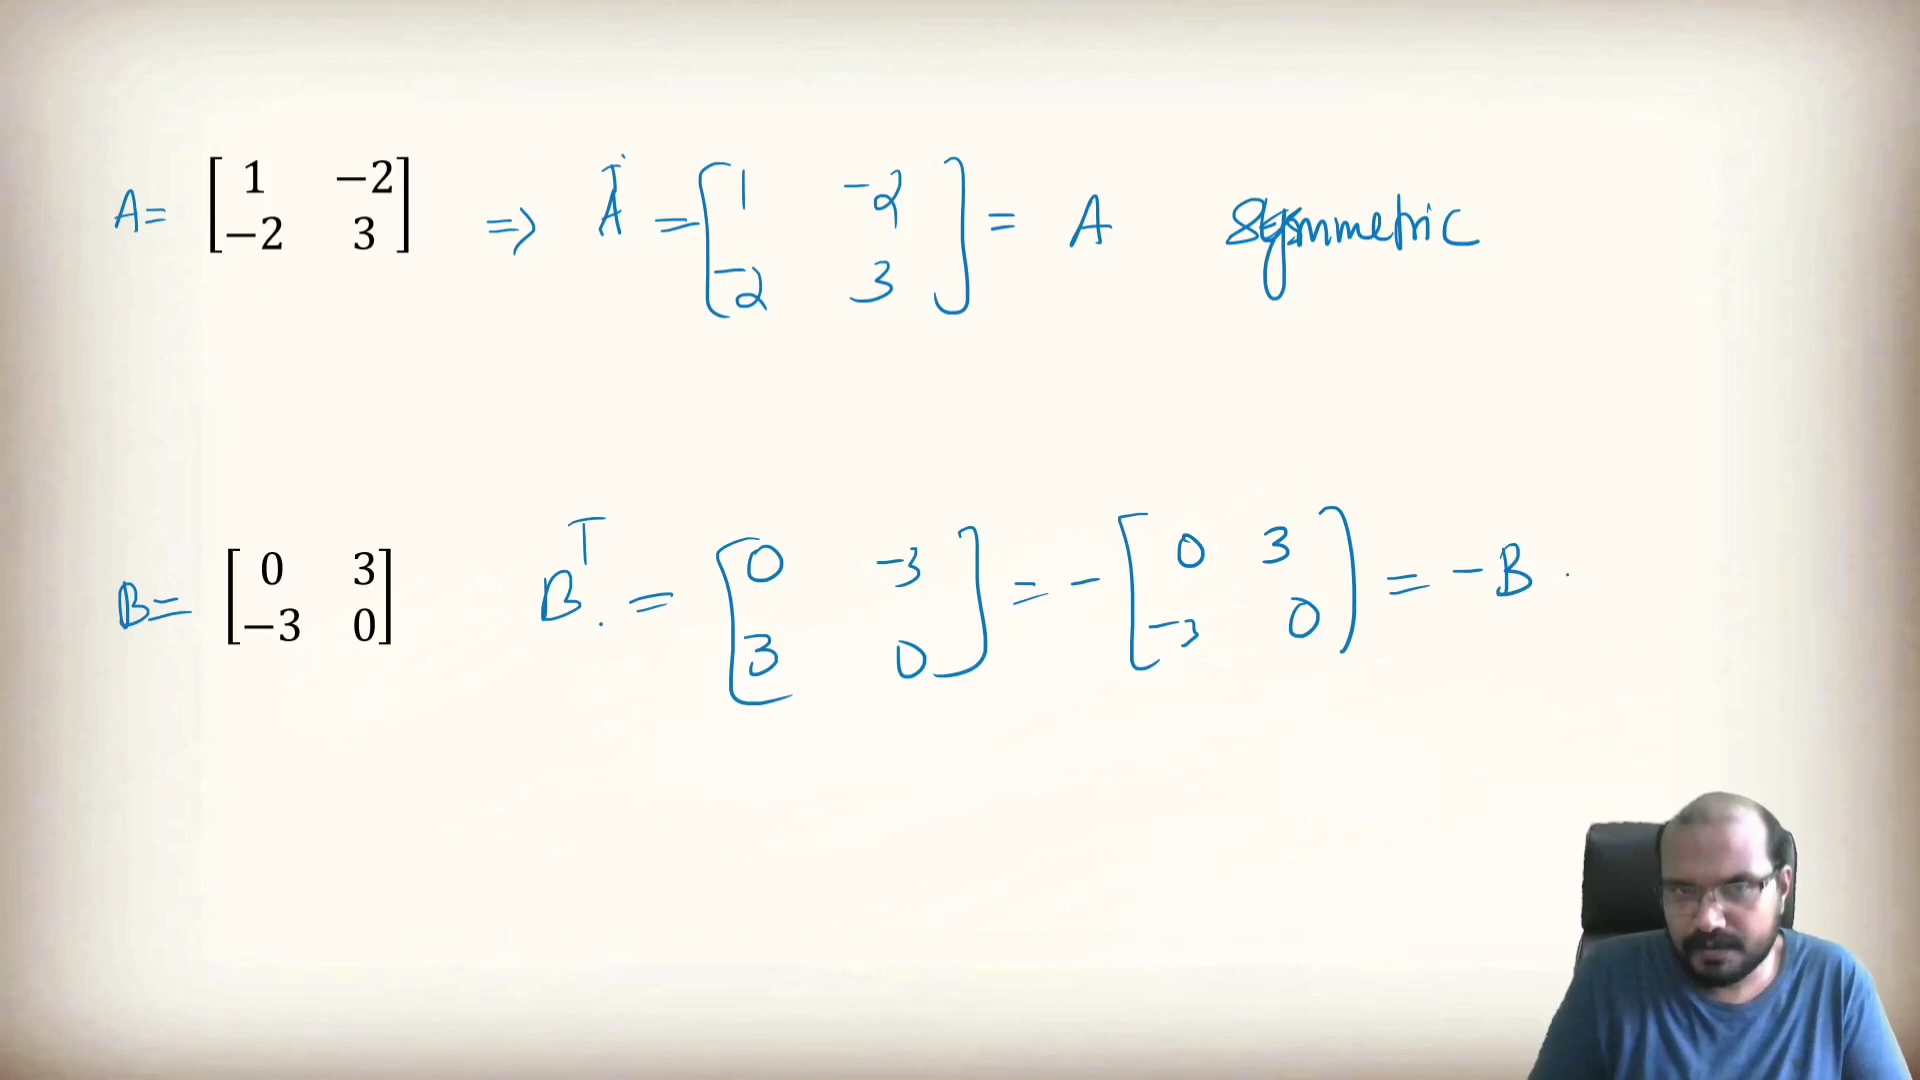 A = [1 −2; −2 3] ⇒ Aᵀ = [1 -2; -2 3] = A Symmetric
B = [0 3; −3 0] Bᵀ = [0 -3; 3 0] = - [0 3; -3 0] = -B